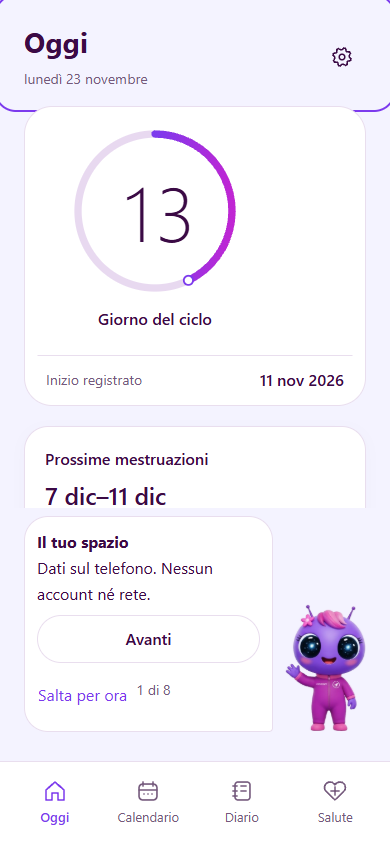 Oggi
lunedì 23 novembre
13
Giorno del ciclo
Inizio registrato
11 nov 2026
Prossime mestruazioni
7 dic–11 dic
Il tuo spazio
Dati sul telefono. Nessun
account né rete.
Avanti
Salta per ora
1 di 8
Oggi
Calendario
Diario
Salute